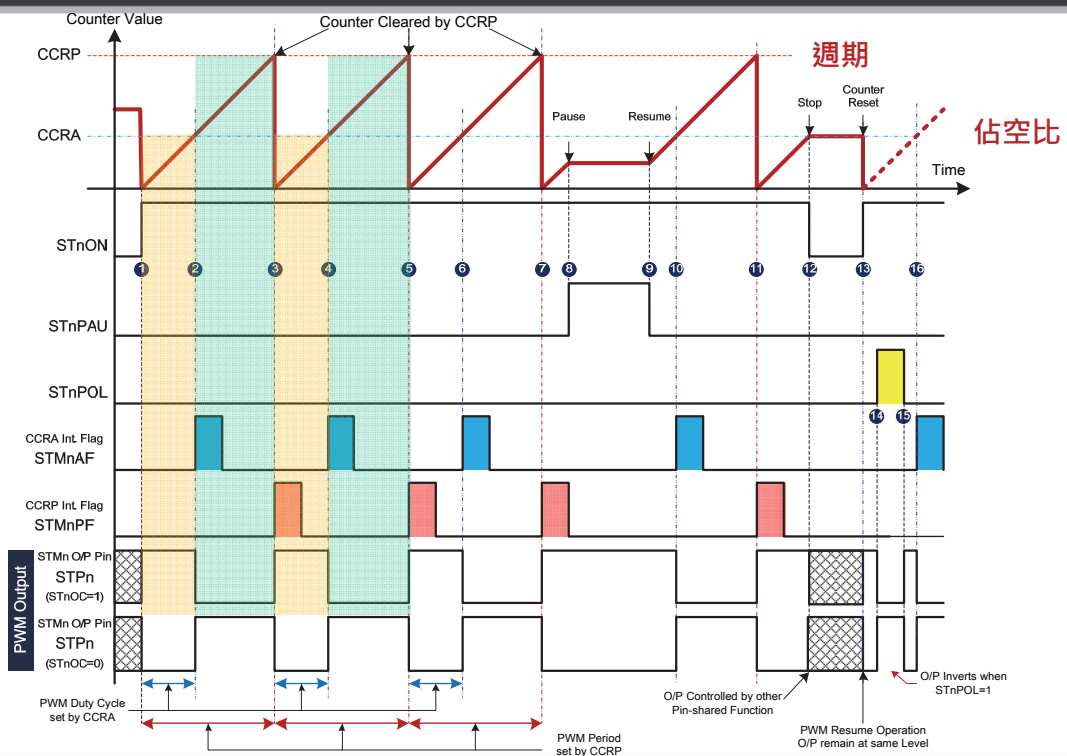 Counter Value
Counter Cleared by CCRP
CCRP
週期
Stop
Counter
Reset
Pause
Resume
CCRA
佔空比
Time
STnON
1
2
3
4
5
6
7
8
9
10
11
12
13
16
STnPAU
STnPOL
14
15
CCRA Int. Flag
STMnAF
CCRP Int. Flag
STMnPF
PWM Output
STMn O/P Pin
STPn
(STnOC=1)
STMn O/P Pin
STPn
(STnOC=0)
PWM Duty Cycle
set by CCRA
O/P Controlled by other
Pin-shared Function
O/P Inverts when
STnPOL=1
PWM Period
set by CCRP
PWM Resume Operation
O/P remain at same Level